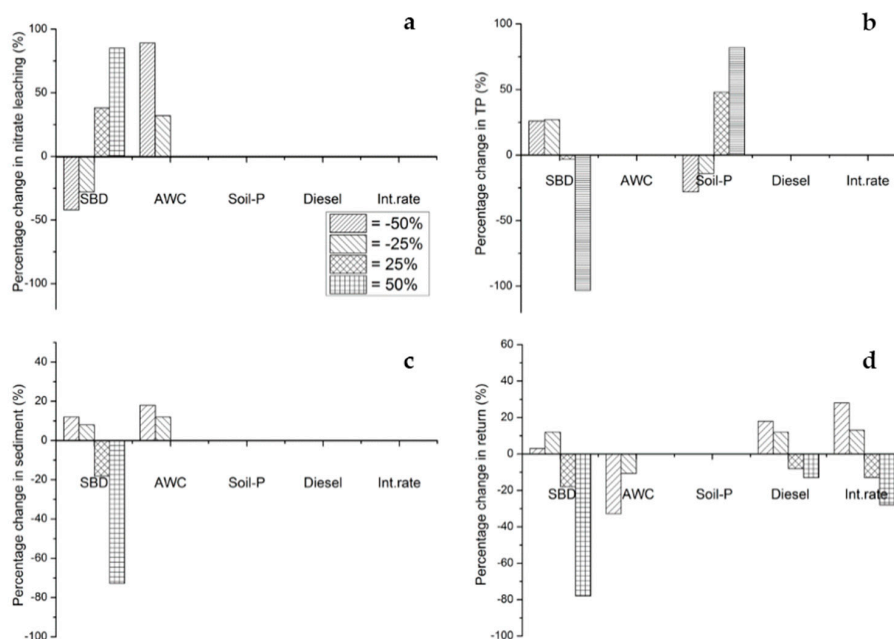 a
Percentage change in nitrate leaching (%)
100
50
0
-50
-100
SBD AWC Soil-P Diesel Int.rate
= -50%
= -25%
= 25%
= 50%
b
Percentage change in TP (%)
100
50
0
-50
-100
SBD AWC Soil-P Diesel Int.rate
c
Percentage change in sediment (%)
40
20
0
-20
-40
-60
-80
-100
SBD AWC Soil-P Diesel Int.rate
d
Percentage change in return (%)
60
40
20
0
-20
-40
-60
-80
-100
SBD AWC Soil-P Diesel Int.rate